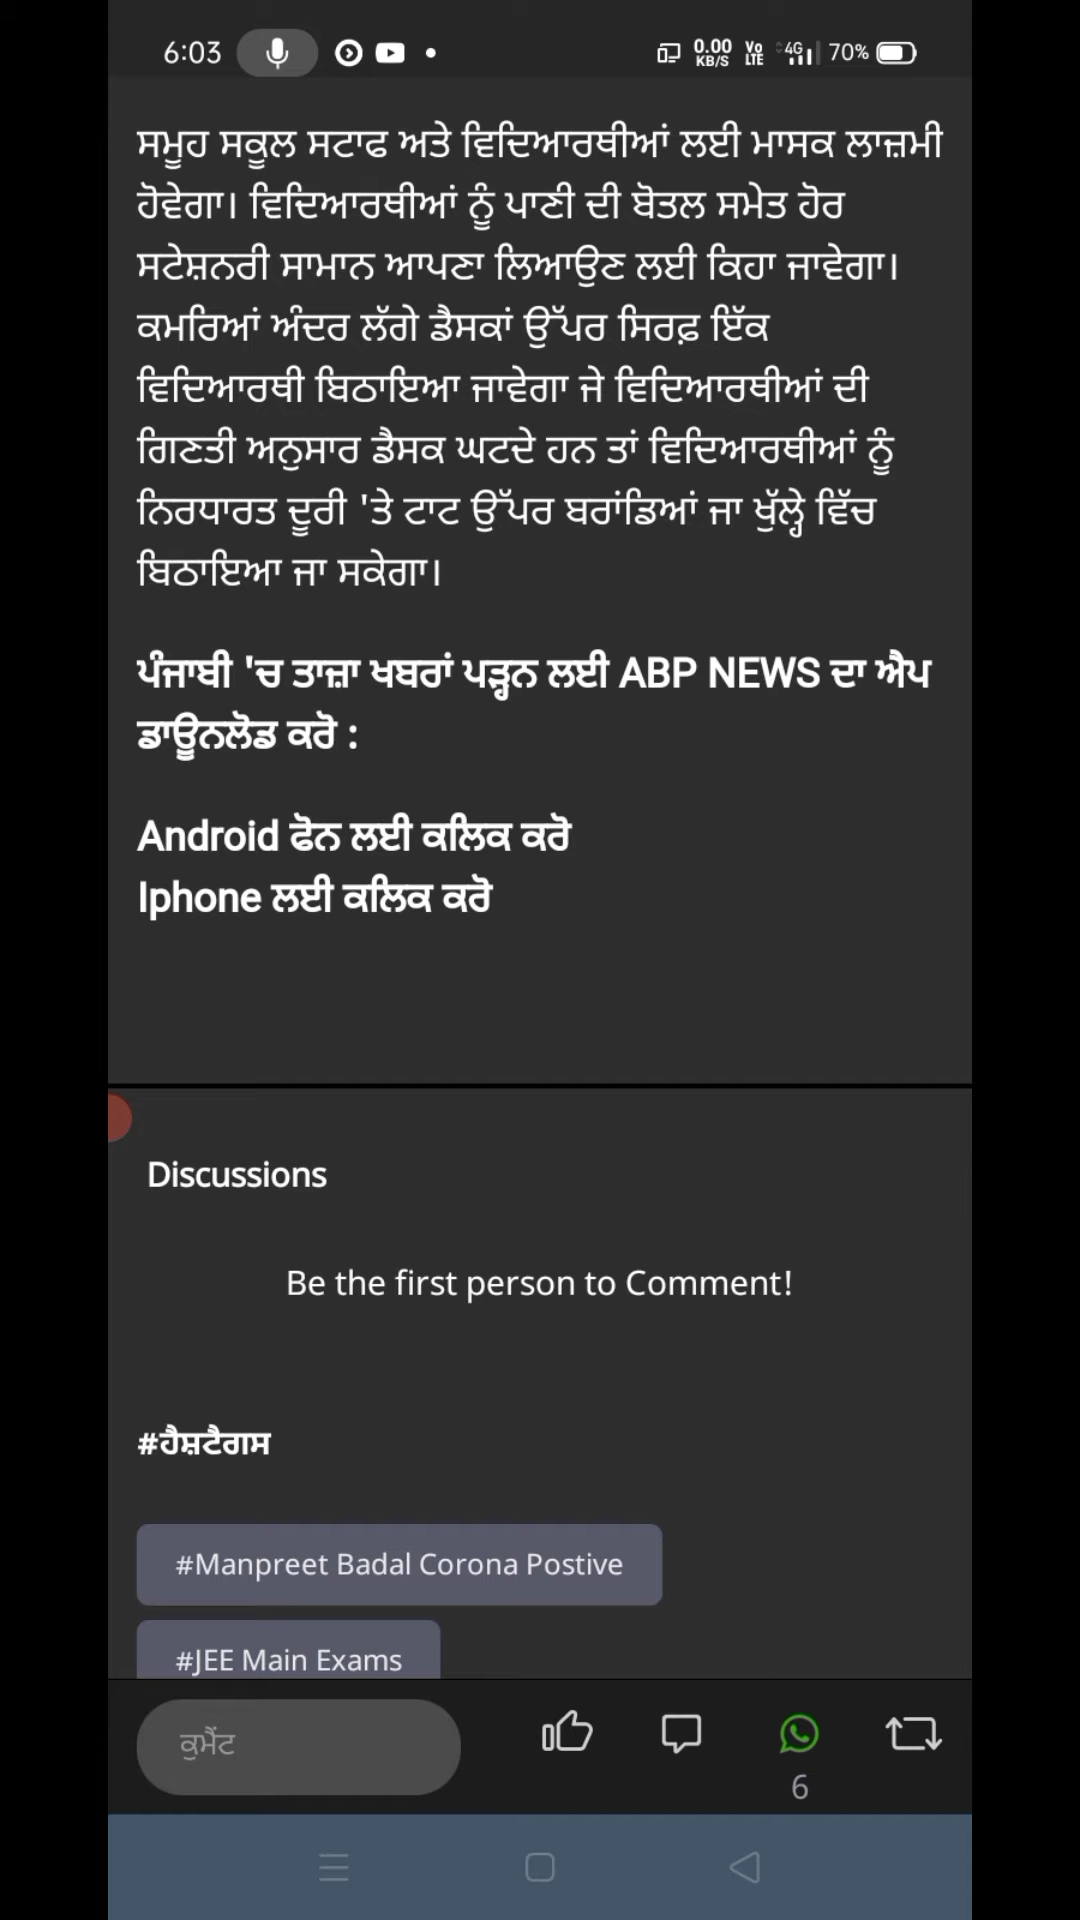 6:03
0.00 KB/S Vo LTE 4G 70%
ਸਮੂਹ ਸਕੂਲ ਸਟਾਫ ਅਤੇ ਵਿਦਿਆਰਥੀਆਂ ਲਈ ਮਾਸਕ ਲਾਜ਼ਮੀ
ਹੋਵੇਗਾ। ਵਿਦਿਆਰਥੀਆਂ ਨੂੰ ਪਾਣੀ ਦੀ ਬੋਤਲ ਸਮੇਤ ਹੋਰ
ਸਟੇਸ਼ਨਰੀ ਸਾਮਾਨ ਆਪਣਾ ਲਿਆਉਣ ਲਈ ਕਿਹਾ ਜਾਵੇਗਾ।
ਕਮਰਿਆਂ ਅੰਦਰ ਲੱਗੇ ਡੈਸਕਾਂ ਉੱਪਰ ਸਿਰਫ਼ ਇੱਕ
ਵਿਦਿਆਰਥੀ ਬਿਠਾਇਆ ਜਾਵੇਗਾ ਜੇ ਵਿਦਿਆਰਥੀਆਂ ਦੀ
ਗਿਣਤੀ ਅਨੁਸਾਰ ਡੈਸਕ ਘਟਦੇ ਹਨ ਤਾਂ ਵਿਦਿਆਰਥੀਆਂ ਨੂੰ
ਨਿਰਧਾਰਤ ਦੂਰੀ 'ਤੇ ਟਾਟ ਉੱਪਰ ਬਰਾਂਡਿਆਂ ਜਾ ਖੁੱਲ੍ਹੇ ਵਿੱਚ
ਬਿਠਾਇਆ ਜਾ ਸਕੇਗਾ।
ਪੰਜਾਬੀ 'ਚ ਤਾਜ਼ਾ ਖਬਰਾਂ ਪੜ੍ਹਨ ਲਈ ABP NEWS ਦਾ ਐਪ
ਡਾਊਨਲੋਡ ਕਰੋ :
Android ਫੋਨ ਲਈ ਕਲਿਕ ਕਰੋ
Iphone ਲਈ ਕਲਿਕ ਕਰੋ
Discussions
Be the first person to Comment!
#ਹੈਸ਼ਟੈਗਸ
#Manpreet Badal Corona Postive
#JEE Main Exams
ਕੁਮੈਂਟ
6